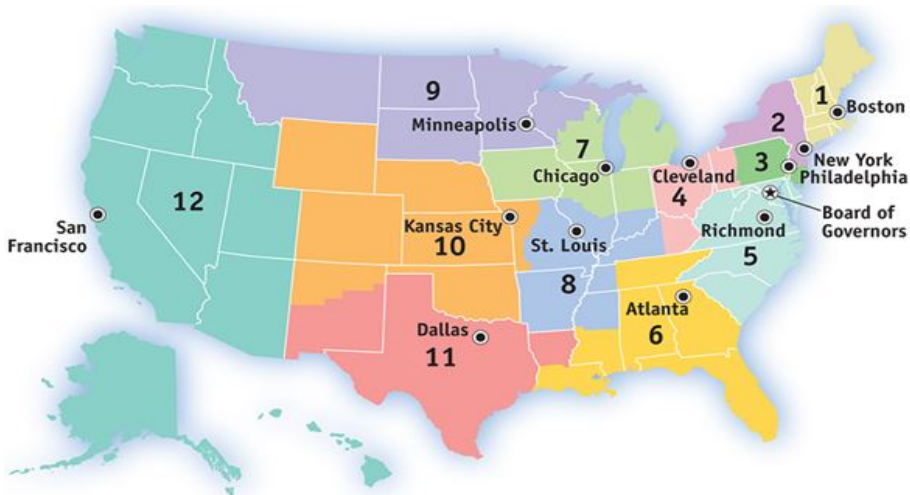 9
Minneapolis
1
Boston
2
7
3
New York
Chicago
Cleveland
Philadelphia
4
12
San
Francisco
Kansas City
10
St. Louis
Richmond
Board of
Governors
5
8
Atlanta
6
Dallas
11